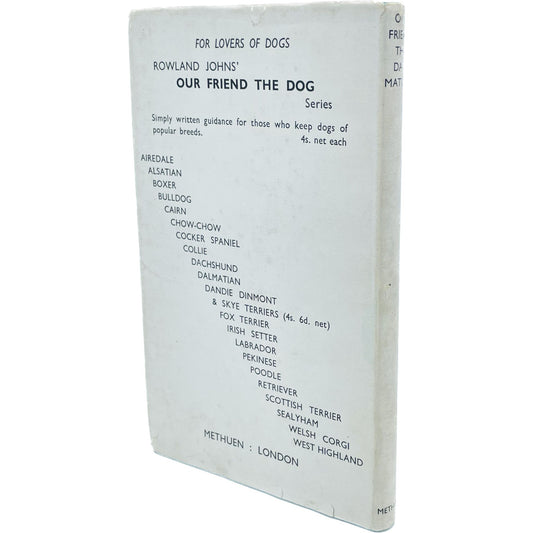 FOR LOVERS OF DOGS
ROWLAND JOHNS'
OUR FRIEND THE DOG
Series
Simply written guidance for those who keep dogs of
popular breeds. 4s. net each
AIREDALE
ALSATIAN
BOXER
BULLDOG
CAIRN
CHOW-CHOW
COCKER SPANIEL
COLLIE
DACHSHUND
DALMATIAN
DANDIE DINMONT
& SKYE TERRIERS (4s. 6d. net)
FOX TERRIER
IRISH SETTER
LABRADOR
PEKINESE
POODLE
RETRIEVER
SCOTTISH TERRIER
SEALYHAM
WELSH CORGI
WEST HIGHLAND
METHUEN : LONDON